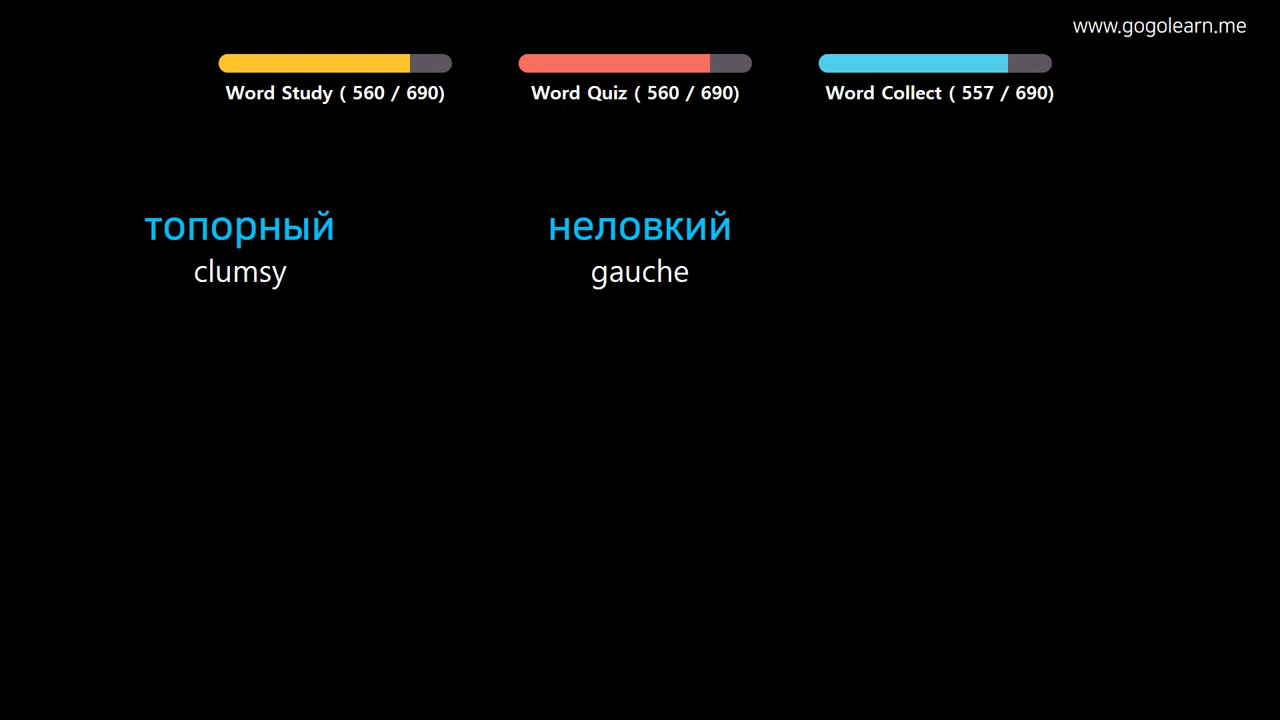 www.gogolearn.me
Word Study ( 560 / 690)
Word Quiz ( 560 / 690)
Word Collect ( 557 / 690)
топорный
clumsy
неловкий
gauche